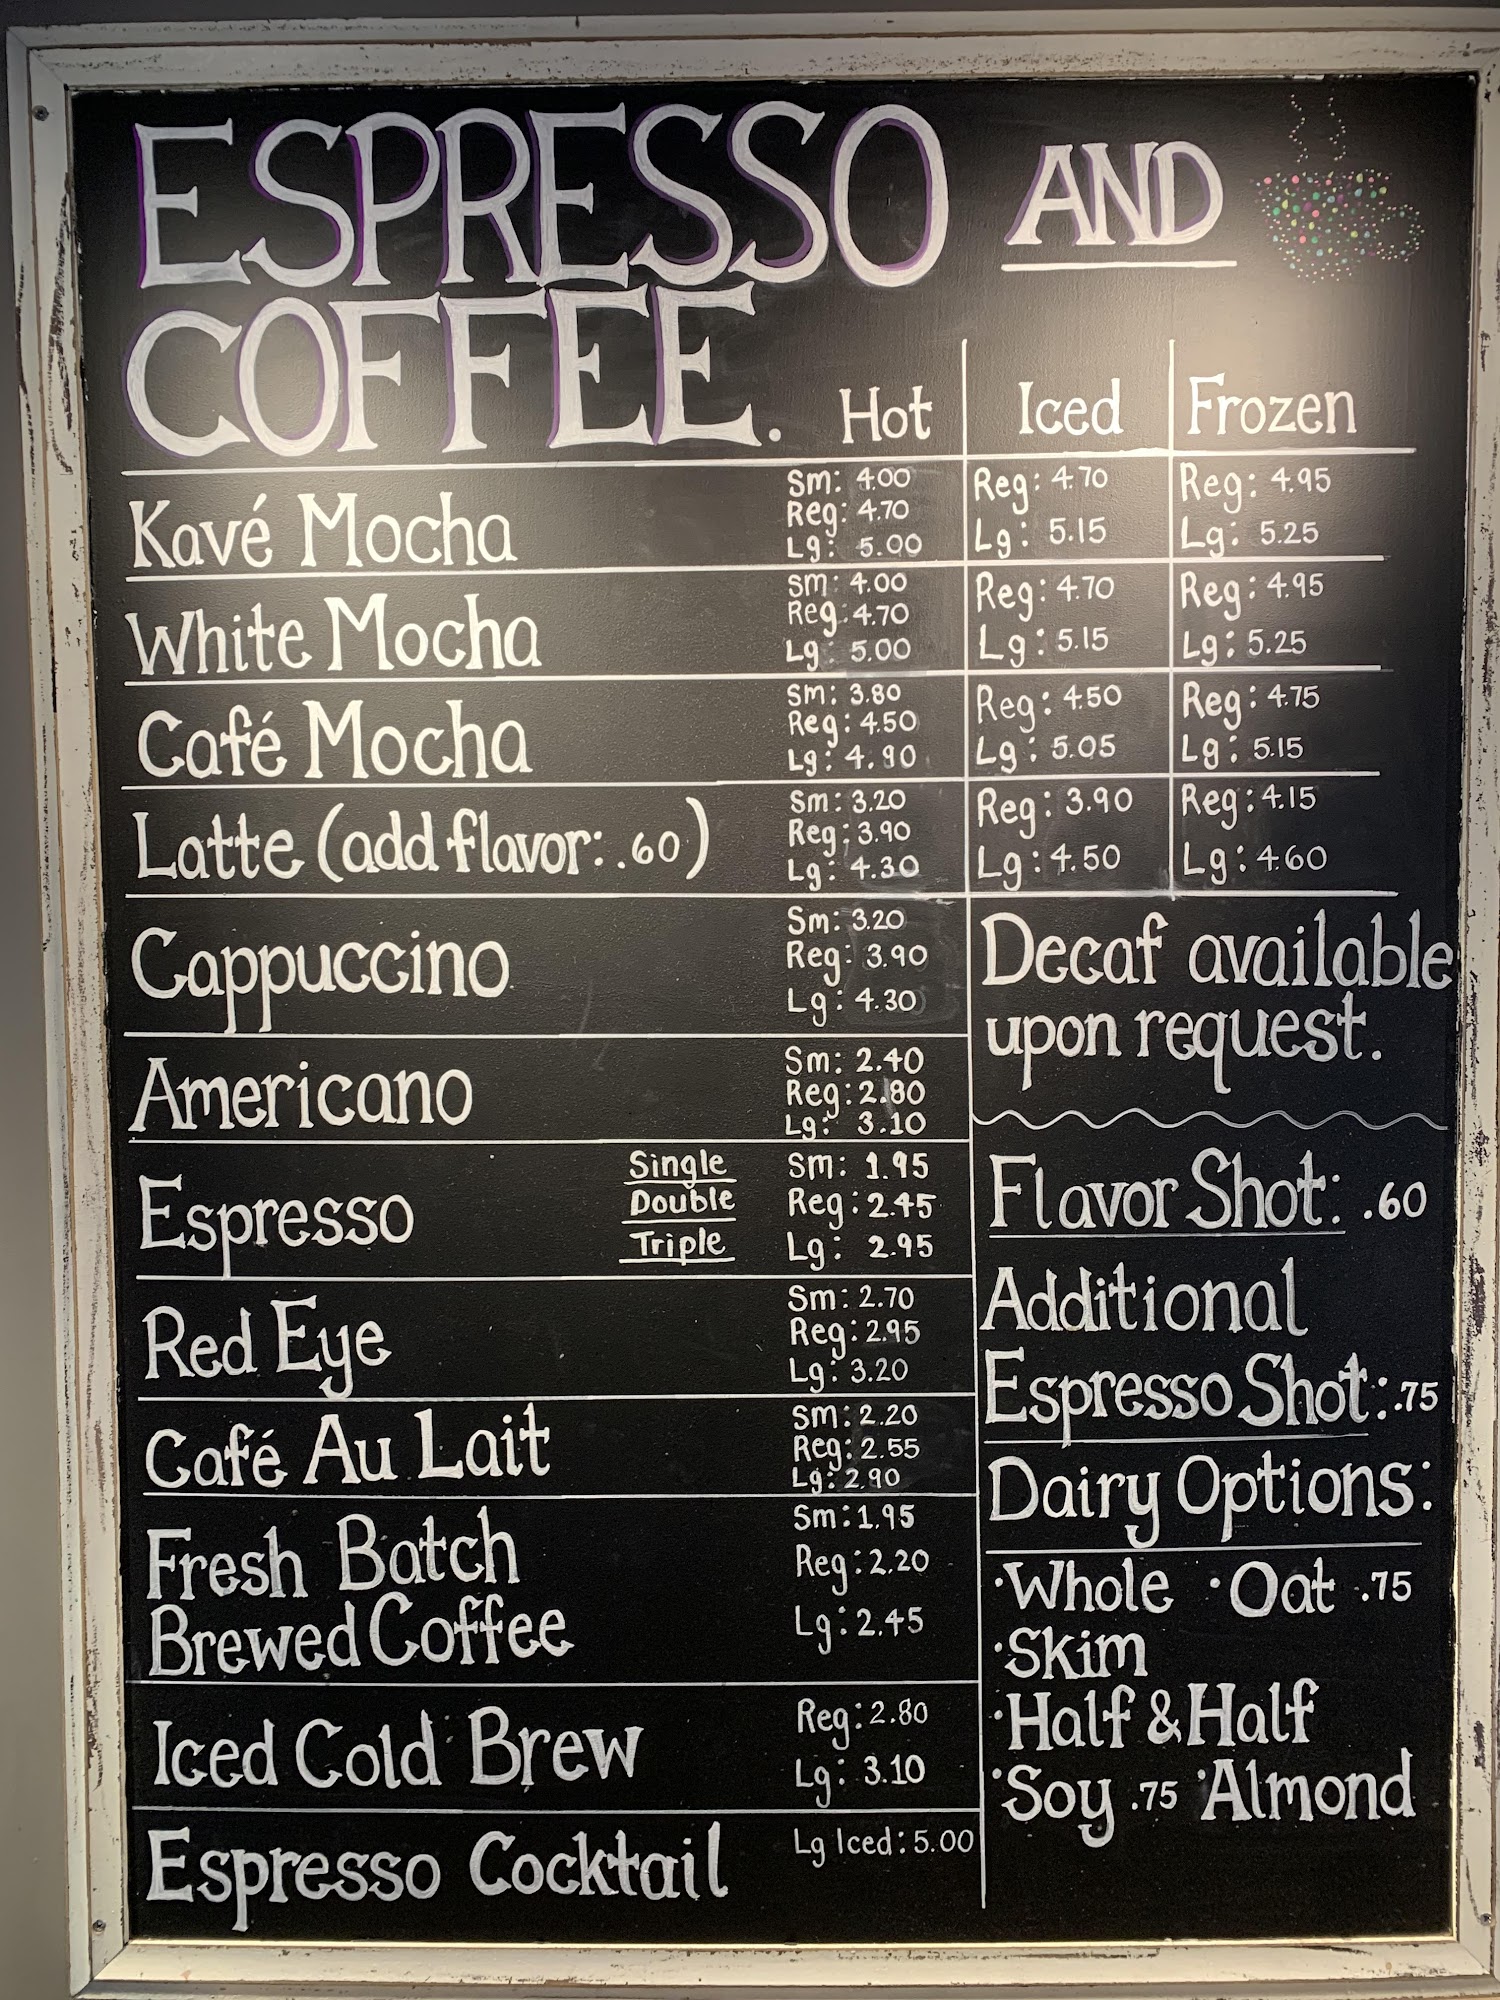 ESPRESSO AND
COFFEE.
Hot Iced Frozen
Kavé Mocha
Sm: 4.00
Reg: 4.70
Lg: 5.00
Reg: 4.70
Lg: 5.15
Reg: 4.95
Lg: 5.25
White Mocha
Sm: 4.00
Reg: 4.70
Lg: 5.00
Reg: 4.70
Lg: 5.15
Reg: 4.95
Lg: 5.25
Café Mocha
Sm: 3.80
Reg: 4.50
Lg: 4.90
Reg: 4.50
Lg: 5.05
Reg: 4.75
Lg: 5.15
Latte (add flavor: .60)
Sm: 3.20
Reg: 3.90
Lg: 4.30
Reg: 3.90
Lg: 4.50
Reg: 4.15
Lg: 4.60
Cappuccino
Sm: 3.20
Reg: 3.90
Lg: 4.30
Americano
Sm: 2.40
Reg: 2.80
Lg: 3.10
Espresso
Single Sm: 1.95
Double Reg: 2.45
Triple Lg: 2.95
Red Eye
Sm: 2.70
Reg: 2.95
Lg: 3.20
Café Au Lait
Sm: 2.20
Reg: 2.55
Lg: 2.90
Fresh Batch
Brewed Coffee
Sm: 1.95
Reg: 2.20
Lg: 2.45
Iced Cold Brew
Reg: 2.80
Lg: 3.10
Espresso Cocktail
Lg Iced: 5.00
Decaf available
upon request.
Flavor Shot: .60
Additional
Espresso Shot: .75
Dairy Options:
·Whole ·Oat .75
·Skim
·Half & Half
·Soy .75 ·Almond